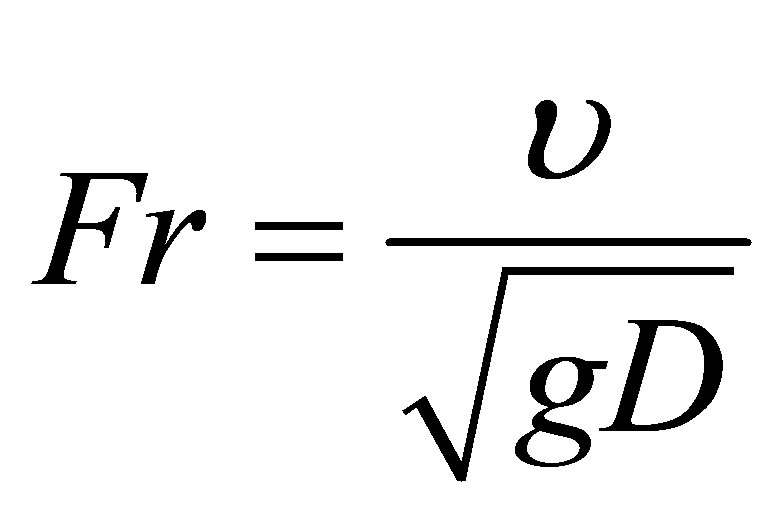 Fr = υ / √gD